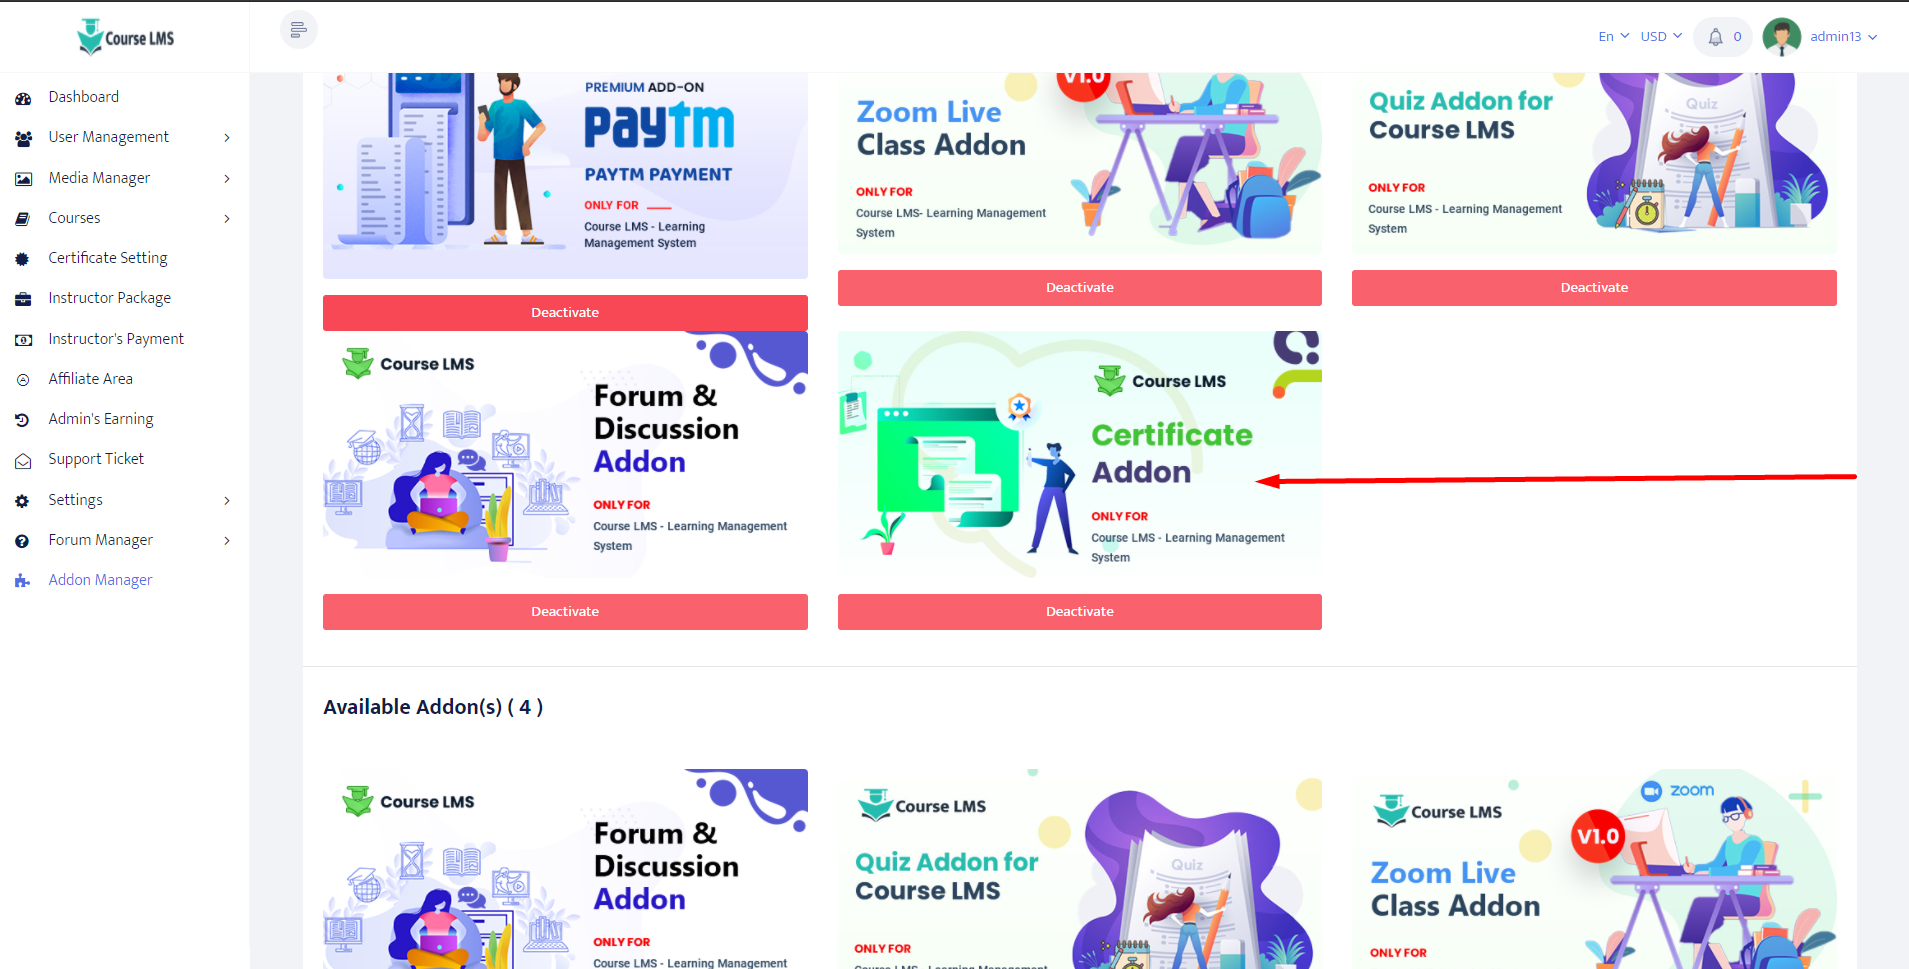 Course LMS
En
USD
0
admin13
Dashboard
User Management
Media Manager
Courses
Certificate Setting
Instructor Package
Instructor's Payment
Affiliate Area
Admin's Earning
Support Ticket
Settings
Forum Manager
Addon Manager
PREMIUM ADD-ON
paytm
PAYTM PAYMENT
ONLY FOR
Course LMS - Learning
Management System
Deactivate
V1.0
Zoom Live
Class Addon
ONLY FOR
Course LMS- Learning Management
System
Deactivate
Quiz Addon for
Course LMS
Quiz
ONLY FOR
Course LMS - Learning Management
System
Deactivate
Course LMS
Forum &
Discussion
Addon
ONLY FOR
Course LMS - Learning Management
System
Deactivate
Course LMS
Certificate
Addon
ONLY FOR
Course LMS - Learning Management
System
Deactivate
Available Addon(s) ( 4 )
Course LMS
Forum &
Discussion
Addon
ONLY FOR
Course LMS - Learning Management
Course LMS
Quiz Addon for
Course LMS
Quiz
ONLY FOR
Course LMS - Learning Management
Course LMS
zoom
V1.0
Zoom Live
Class Addon
ONLY FOR